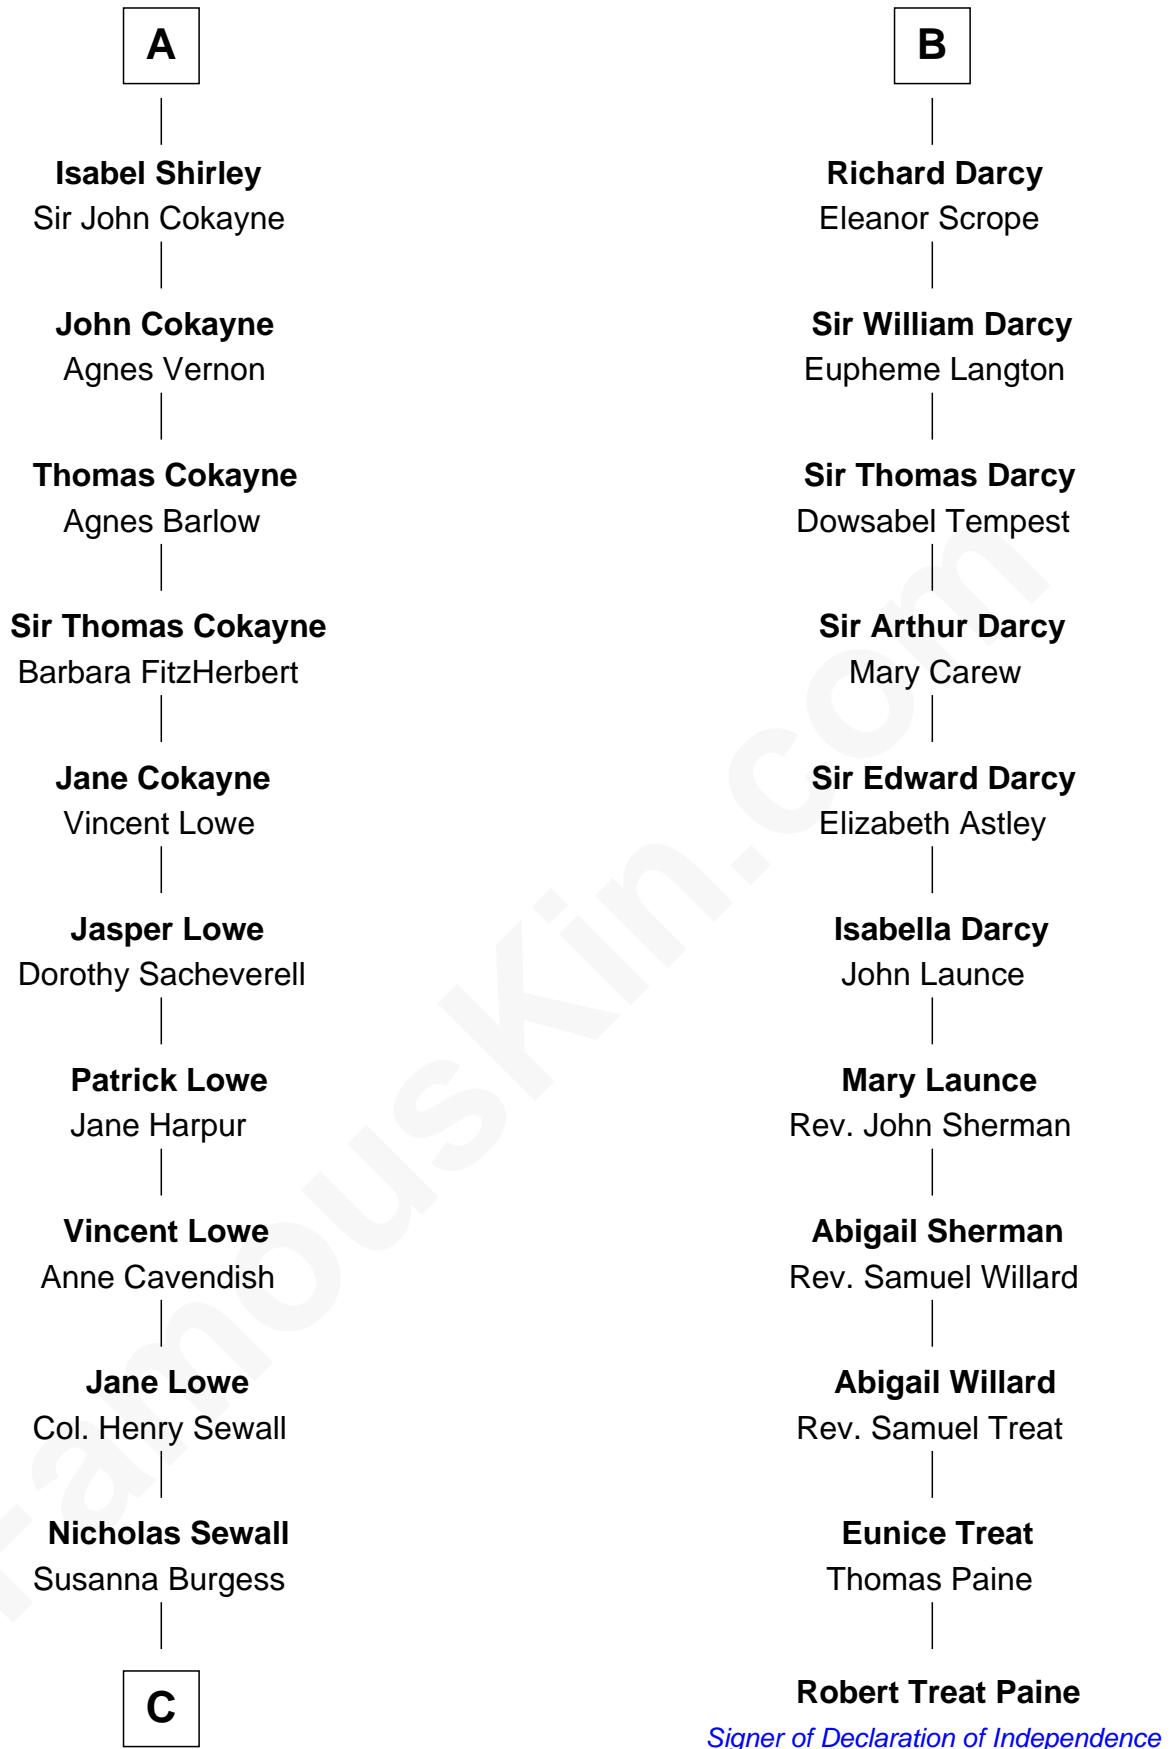 A
Isabel Shirley
Sir John Cokayne
John Cokayne
Agnes Vernon
Thomas Cokayne
Agnes Barlow
Sir Thomas Cokayne
Barbara FitzHerbert
Jane Cokayne
Vincent Lowe
Jasper Lowe
Dorothy Sacheverell
Patrick Lowe
Jane Harpur
Vincent Lowe
Anne Cavendish
Jane Lowe
Col. Henry Sewall
Nicholas Sewall
Susanna Burgess
C
B
Richard Darcy
Eleanor Scrope
Sir William Darcy
Eupheme Langton
Sir Thomas Darcy
Dowsabel Tempest
Sir Arthur Darcy
Mary Carew
Sir Edward Darcy
Elizabeth Astley
Isabella Darcy
John Launce
Mary Launce
Rev. John Sherman
Abigail Sherman
Rev. Samuel Willard
Abigail Willard
Rev. Samuel Treat
Eunice Treat
Thomas Paine
Robert Treat Paine
Signer of Declaration of Independence
FamousKin.com